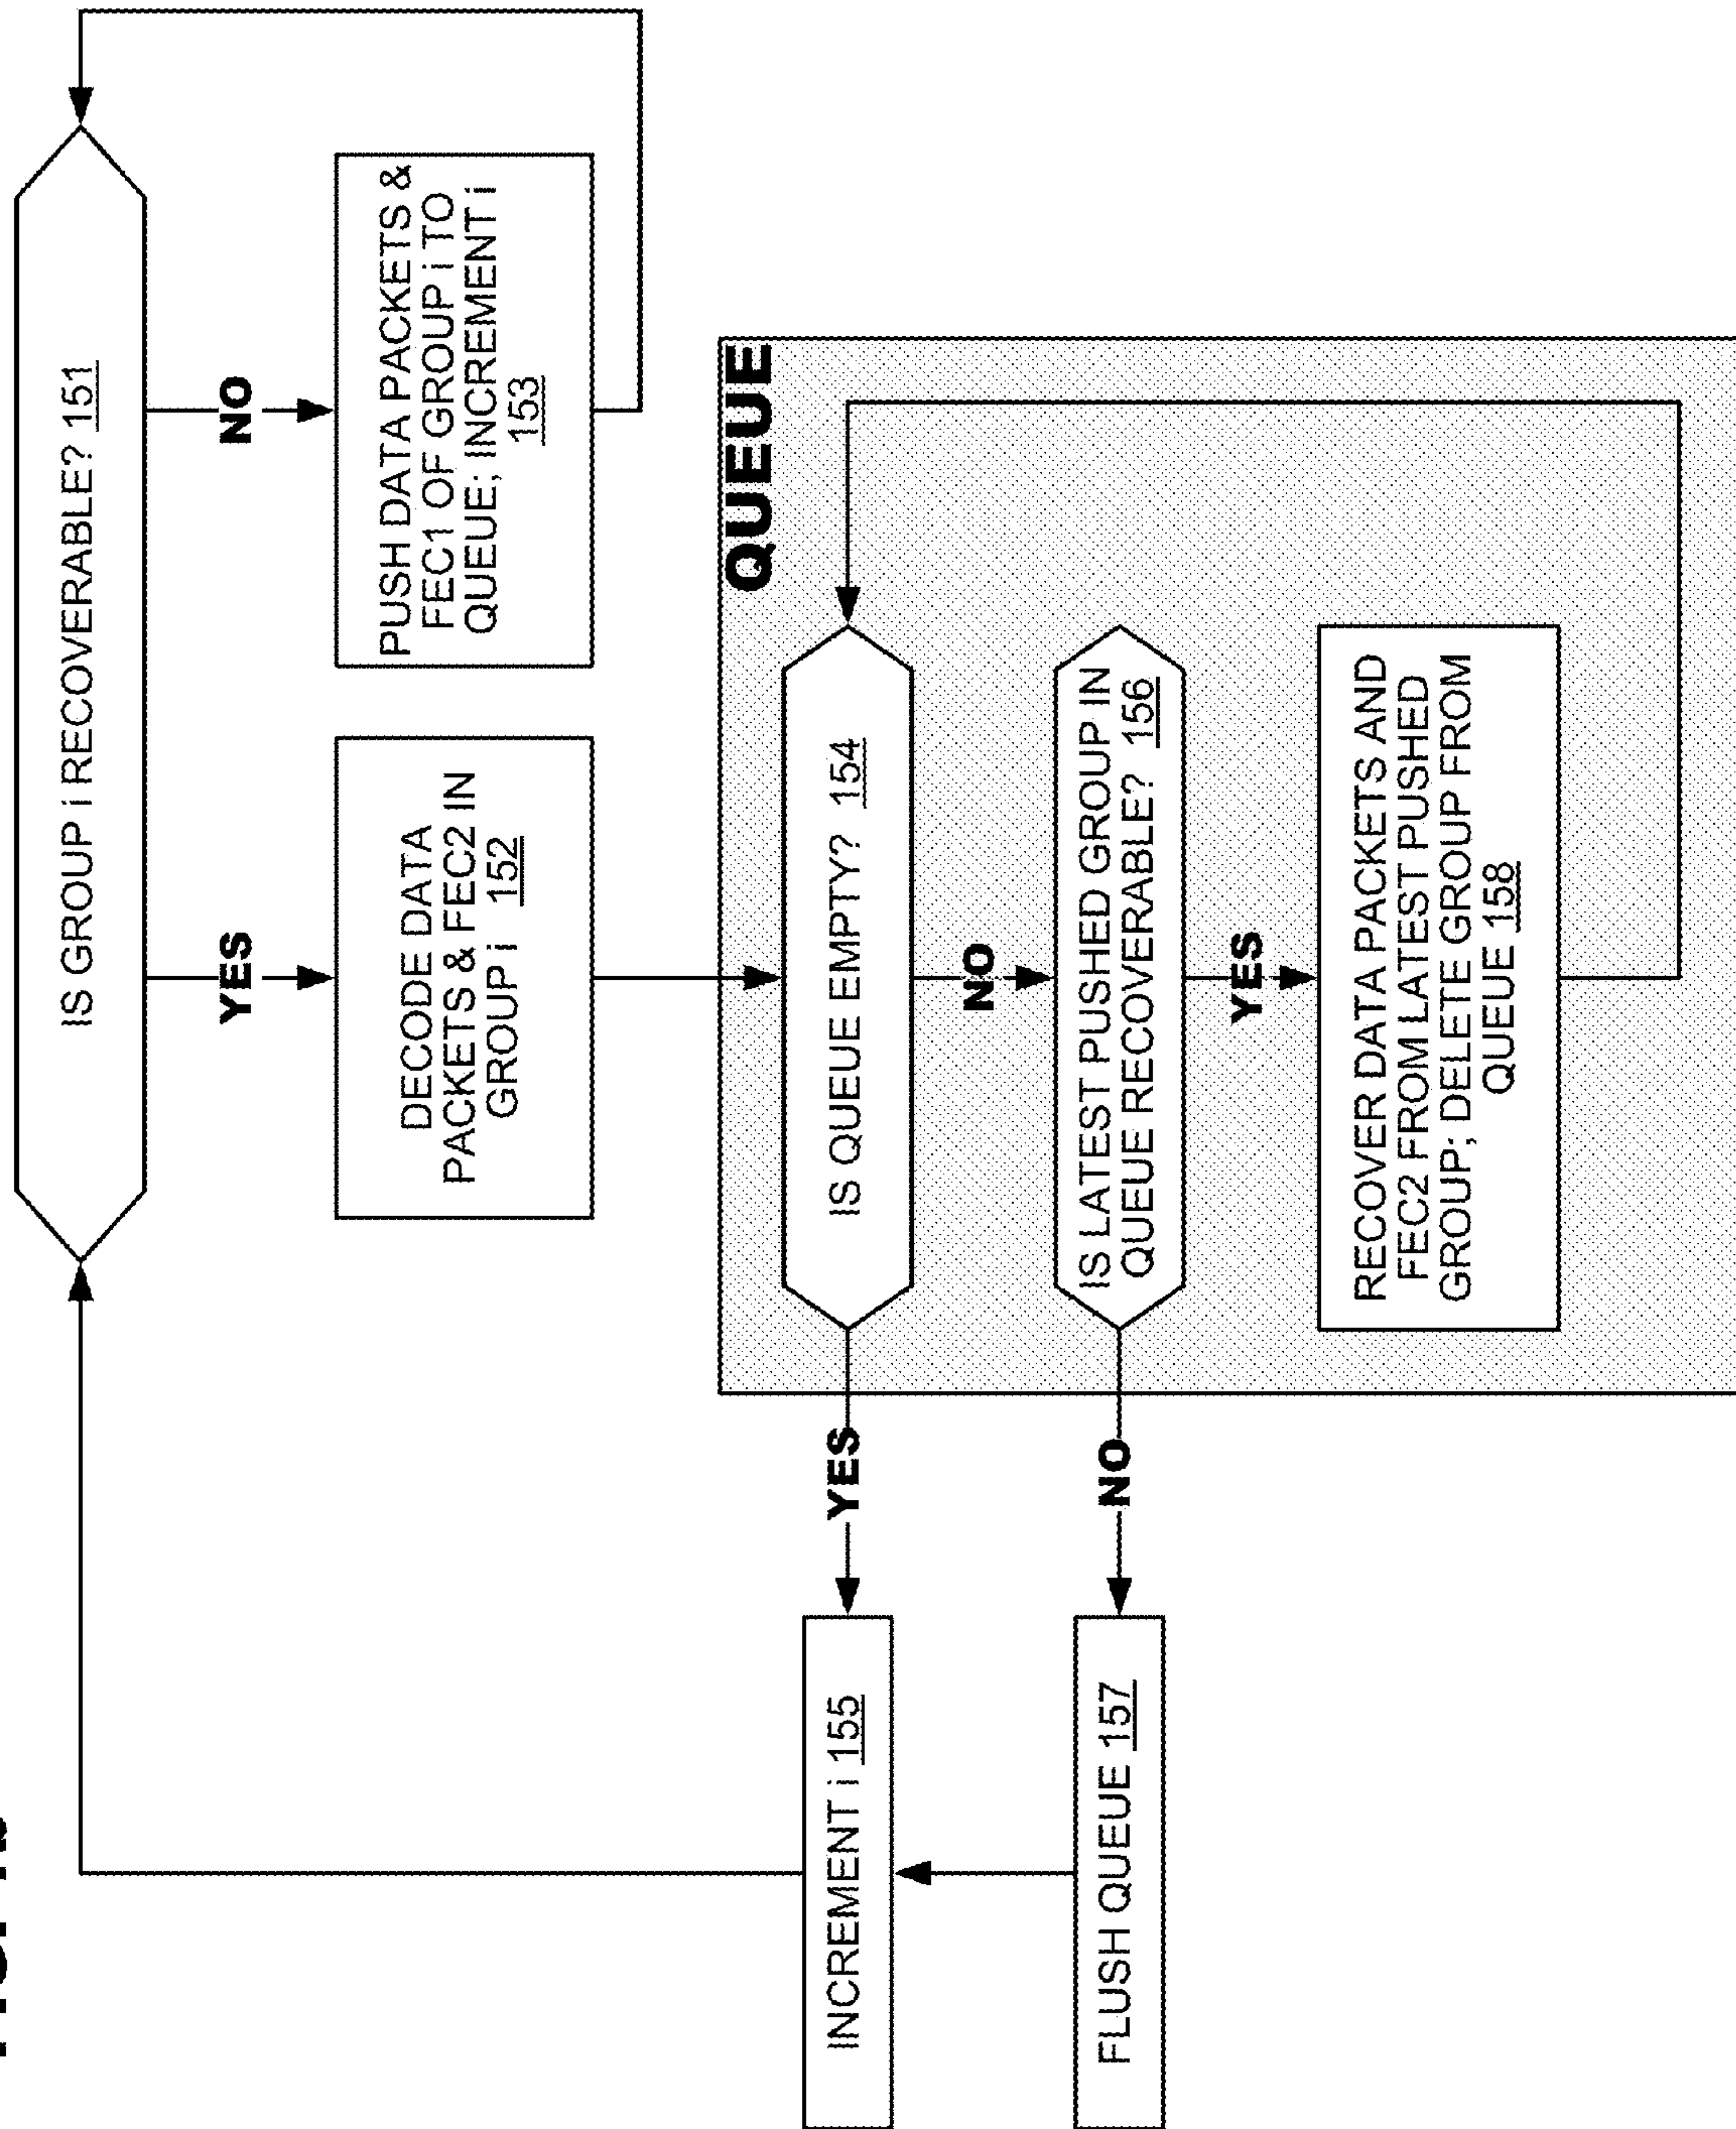 IS GROUP i RECOVERABLE? 151
YES
NO
DECODE DATA
PACKETS & FEC2 IN
GROUP i 152
PUSH DATA PACKETS &
FEC1 OF GROUP i TO
QUEUE; INCREMENT i
153
QUEUE
IS QUEUE EMPTY? 154
YES
INCREMENT i 155
NO
IS LATEST PUSHED GROUP IN
QUEUE RECOVERABLE? 156
NO
FLUSH QUEUE 157
YES
RECOVER DATA PACKETS AND
FEC2 FROM LATEST PUSHED
GROUP; DELETE GROUP FROM
QUEUE 158